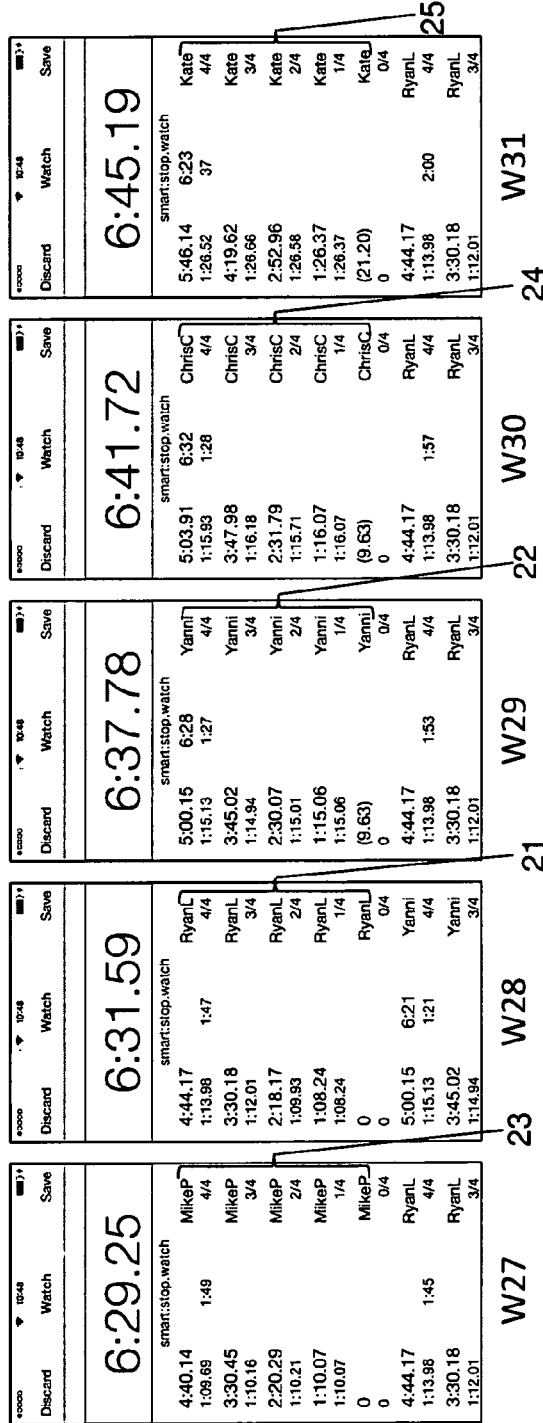 10:48
Discard Watch Save
6:29.25
smart:stop.watch
4:40.14 MikeP
1:09.69 1:49 4/4
3:30.45 MikeP
1:10.16 3/4
2:20.29 MikeP
1:10.21 2/4
1:10.07 MikeP
1:10.07 1/4
0 MikeP
0 0/4
4:44.17 RyanL
1:13.98 1:45 4/4
3:30.18 RyanL
1:12.01 3/4
23
W27
10:48
Discard Watch Save
6:31.59
smart:stop.watch
4:44.17 RyanL
1:13.98 1:47 4/4
3:30.18 RyanL
1:12.01 3/4
2:18.17 RyanL
1:09.93 2/4
1:08.24 RyanL
1:08.24 1/4
0 RyanL
0 0/4
5:00.15 6:21 Yanni
1:15.13 1:21 4/4
3:45.02 Yanni
1:14.94 3/4
21
W28
10:48
Discard Watch Save
6:37.78
smart:stop.watch
5:00.15 6:28 Yanni
1:15.13 1:27 4/4
3:45.02 Yanni
1:14.94 3/4
2:30.07 Yanni
1:15.01 2/4
1:15.06 Yanni
1:15.06 1/4
(9.63) Yanni
0 0/4
4:44.17 RyanL
1:13.98 1:53 4/4
3:30.18 RyanL
1:12.01 3/4
22
W29
10:48
Discard Watch Save
6:41.72
smart:stop.watch
5:03.91 6:32 ChrisC
1:15.93 1:28 4/4
3:47.98 ChrisC
1:16.18 3/4
2:31.79 ChrisC
1:15.71 2/4
1:16.07 ChrisC
1:16.07 1/4
(9.63) ChrisC
0 0/4
4:44.17 RyanL
1:13.98 1:57 4/4
3:30.18 RyanL
1:12.01 3/4
24
W30
10:48
Discard Watch Save
6:45.19
smart:stop.watch
5:46.14 6:23 Kate
1:26.52 37 4/4
4:19.62 Kate
1:26.66 3/4
2:52.96 Kate
1:26.58 2/4
1:26.37 Kate
1:26.37 1/4
(21.20) Kate
0 0/4
4:44.17 RyanL
1:13.98 2:00 4/4
3:30.18 RyanL
1:12.01 3/4
25
W31